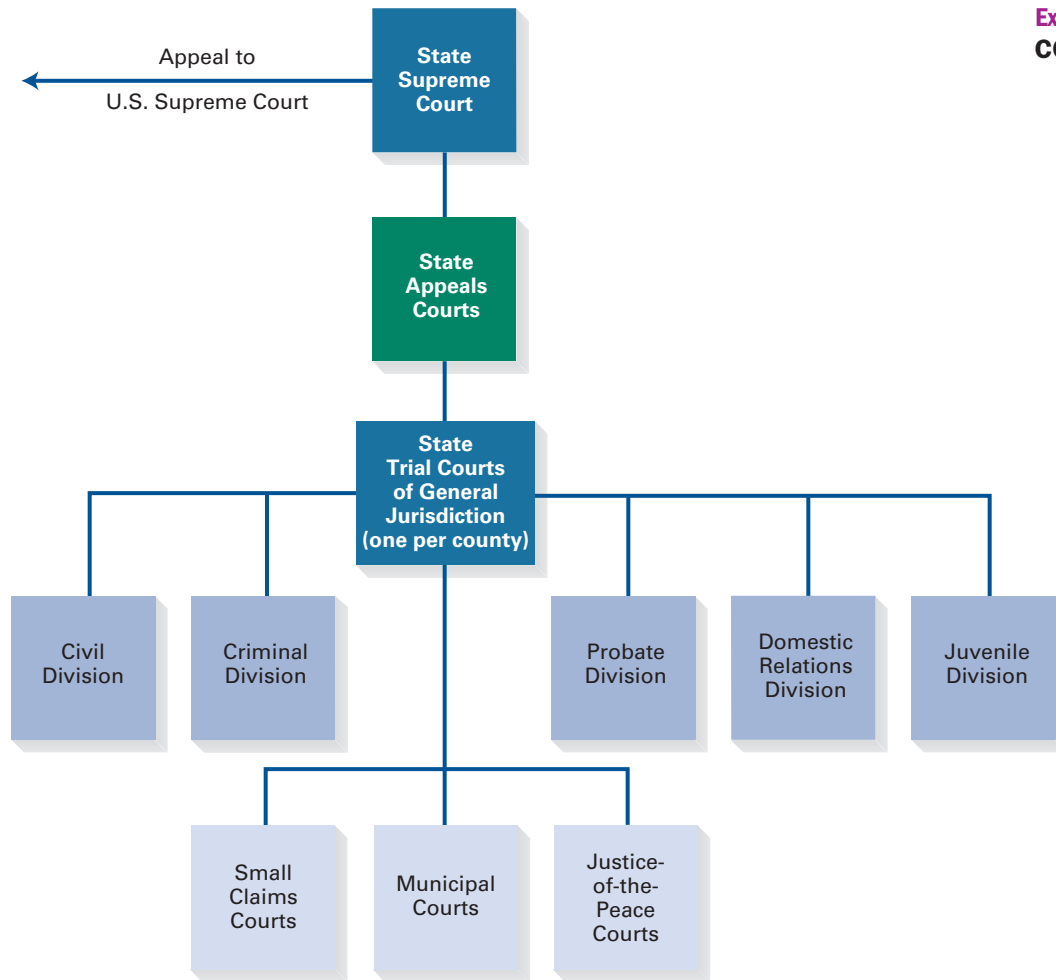 Ex
co
Appeal to
U.S. Supreme Court
State
Supreme
Court
State
Appeals
Courts
State
Trial Courts
of General
Jurisdiction
(one per county)
Civil
Division
Criminal
Division
Probate
Division
Domestic
Relations
Division
Juvenile
Division
Small
Claims
Courts
Municipal
Courts
Justice-
of-the-
Peace
Courts